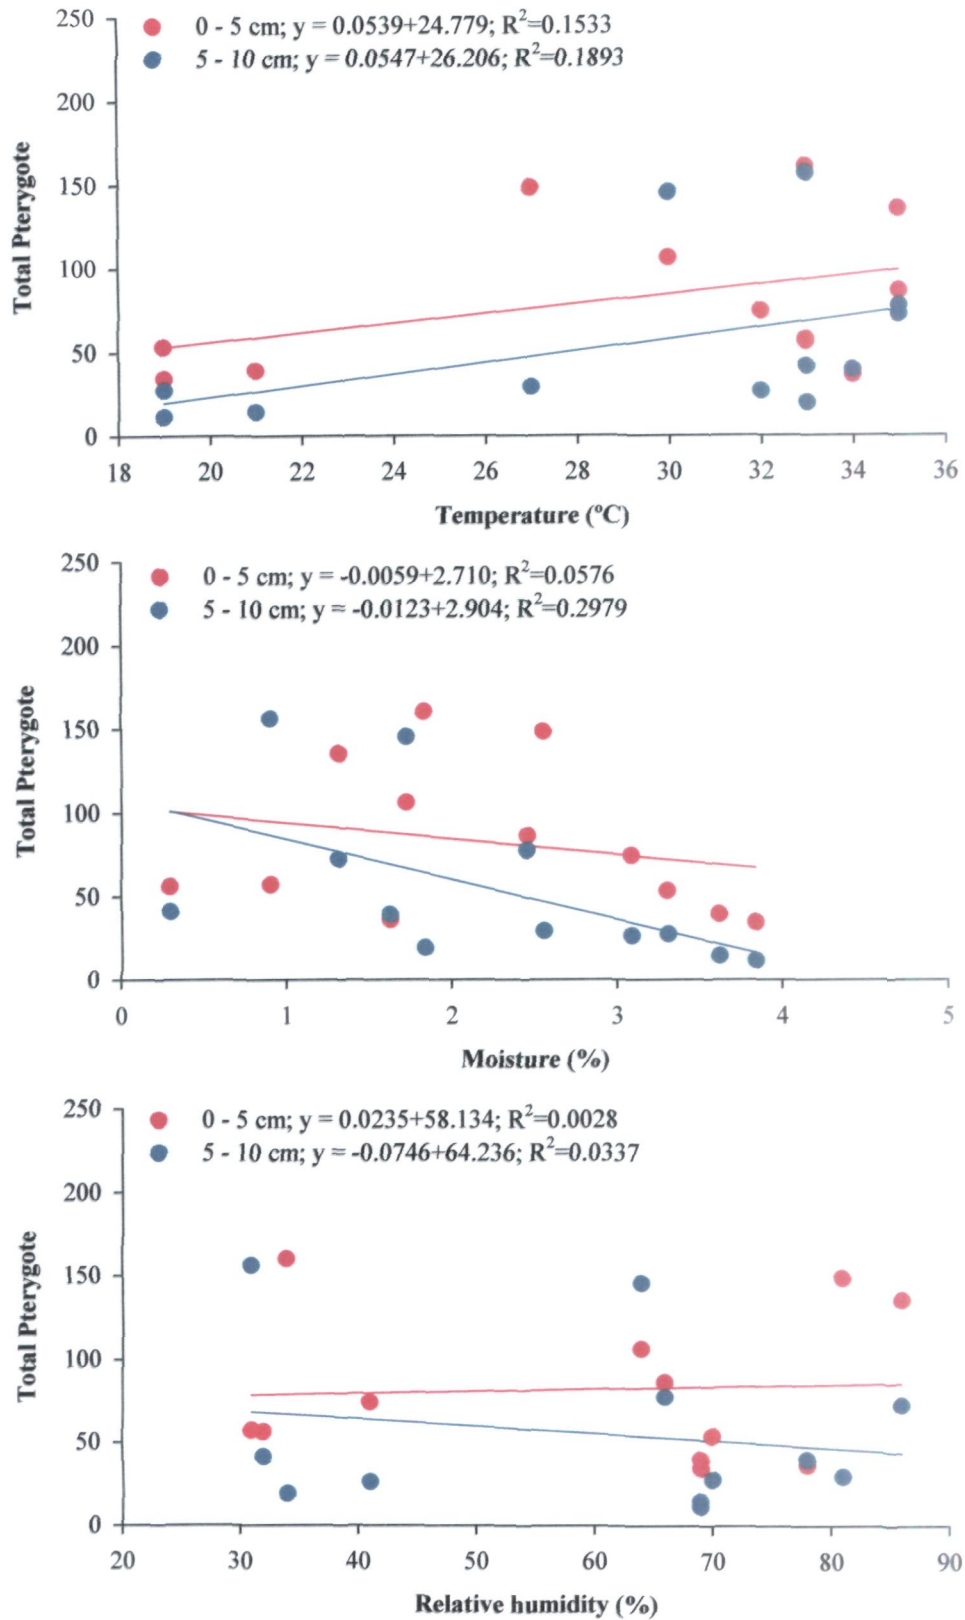 0 - 5 cm; y = 0.0539+24.779; R²=0.1533
5 - 10 cm; y = 0.0547+26.206; R²=0.1893
250
200
150
100
50
0
Total Pterygote
18 20 22 24 26 28 30 32 34 36
Temperature (ºC)
0 - 5 cm; y = -0.0059+2.710; R²=0.0576
5 - 10 cm; y = -0.0123+2.904; R²=0.2979
250
200
150
100
50
0
Total Pterygote
0 1 2 3 4 5
Moisture (%)
0 - 5 cm; y = 0.0235+58.134; R²=0.0028
5 - 10 cm; y = -0.0746+64.236; R²=0.0337
250
200
150
100
50
0
Total Pterygote
20 30 40 50 60 70 80 90
Relative humidity (%)